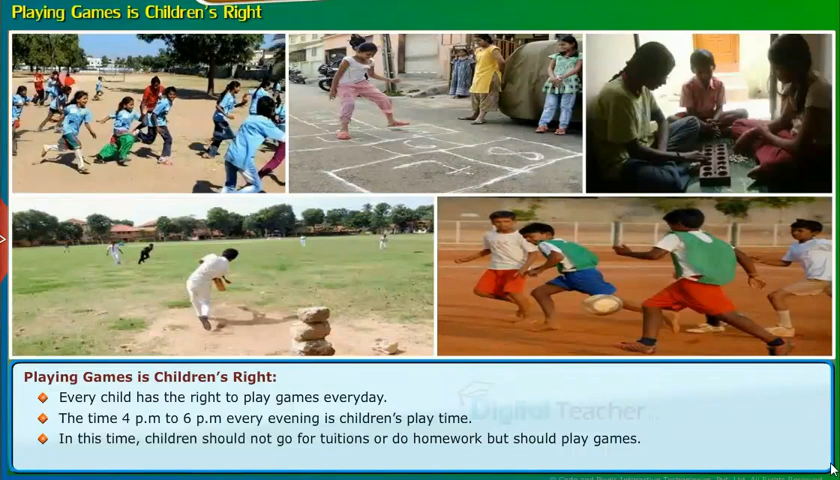 Playing Games is Children's Right
Playing Games is Children's Right:
Every child has the right to play games everyday.
The time 4 p.m to 6 p.m every evening is children's play time.
In this time, children should not go for tuitions or do homework but should play games.
Digital Teacher